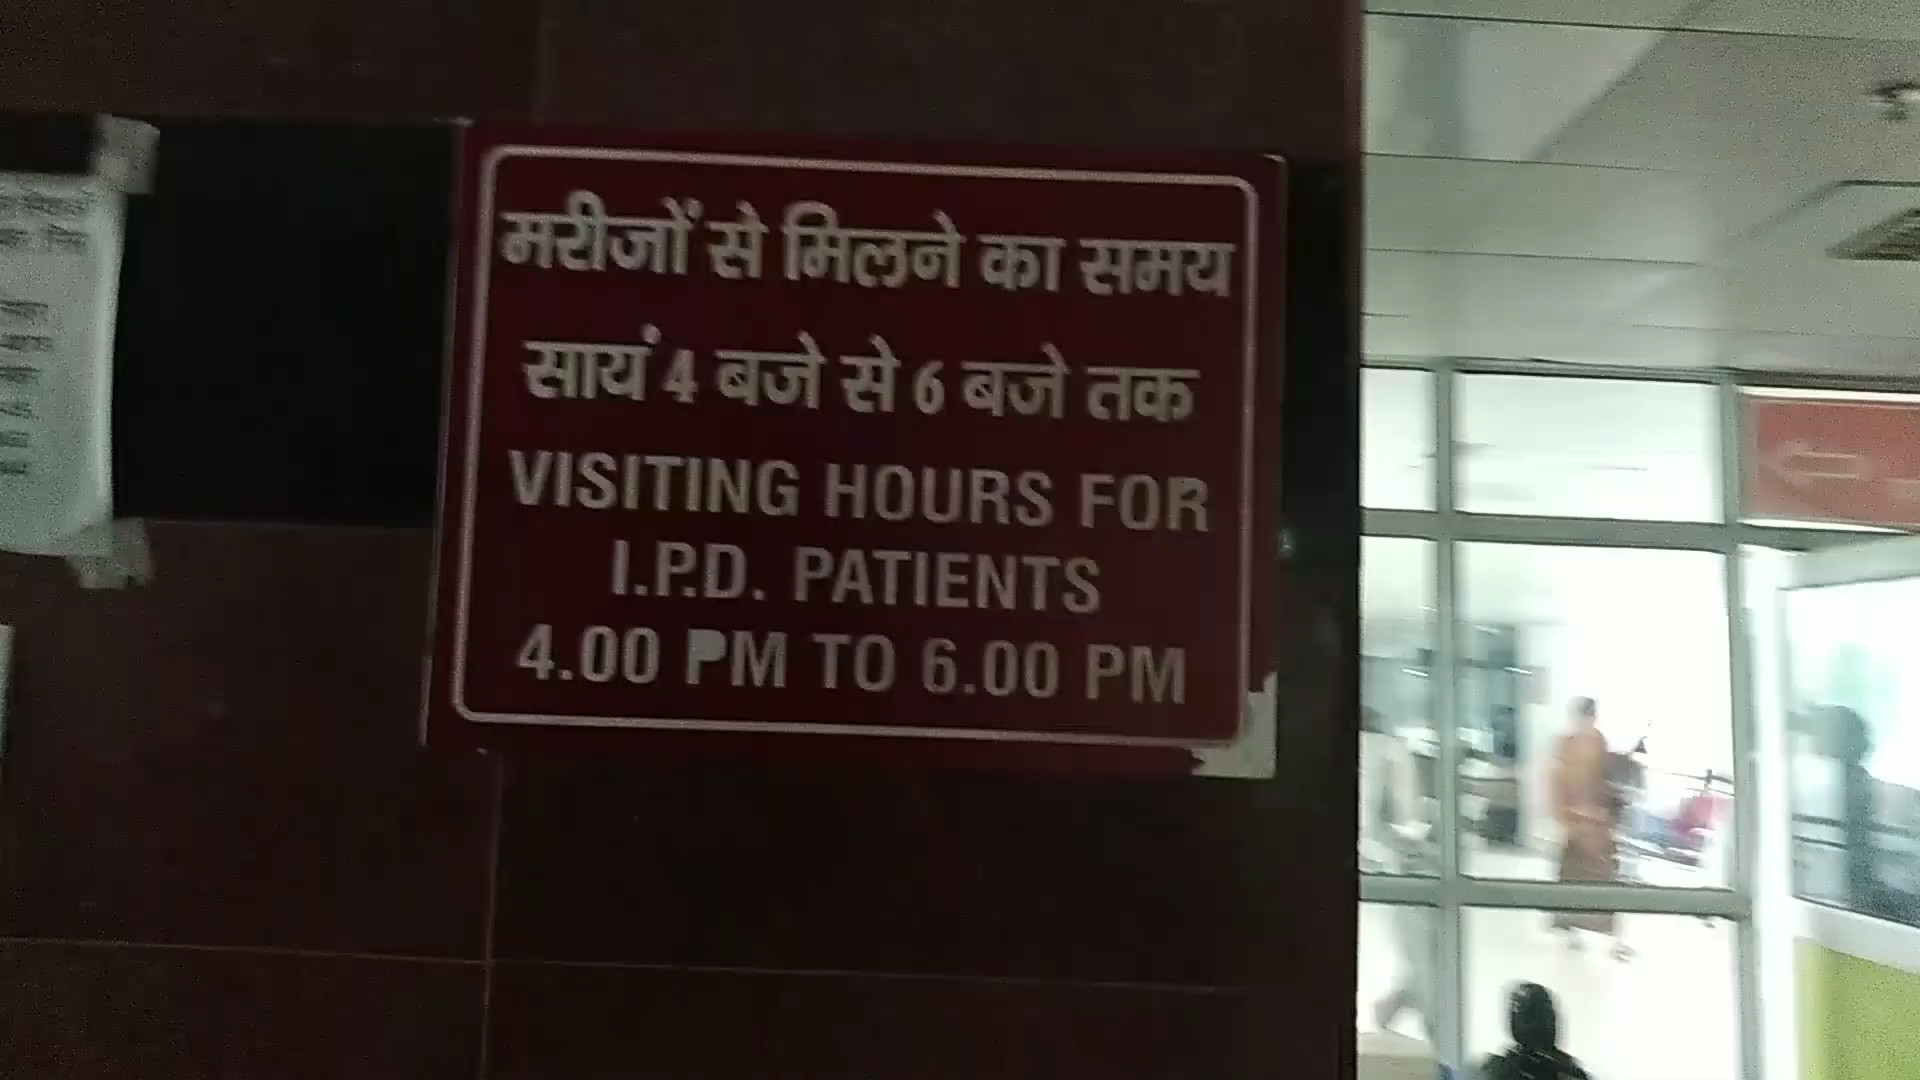 मरीजों से मिलने का समय
सायं 4 बजे से 6 बजे तक
VISITING HOURS FOR
I.P.D. PATIENTS
4.00 PM TO 6.00 PM